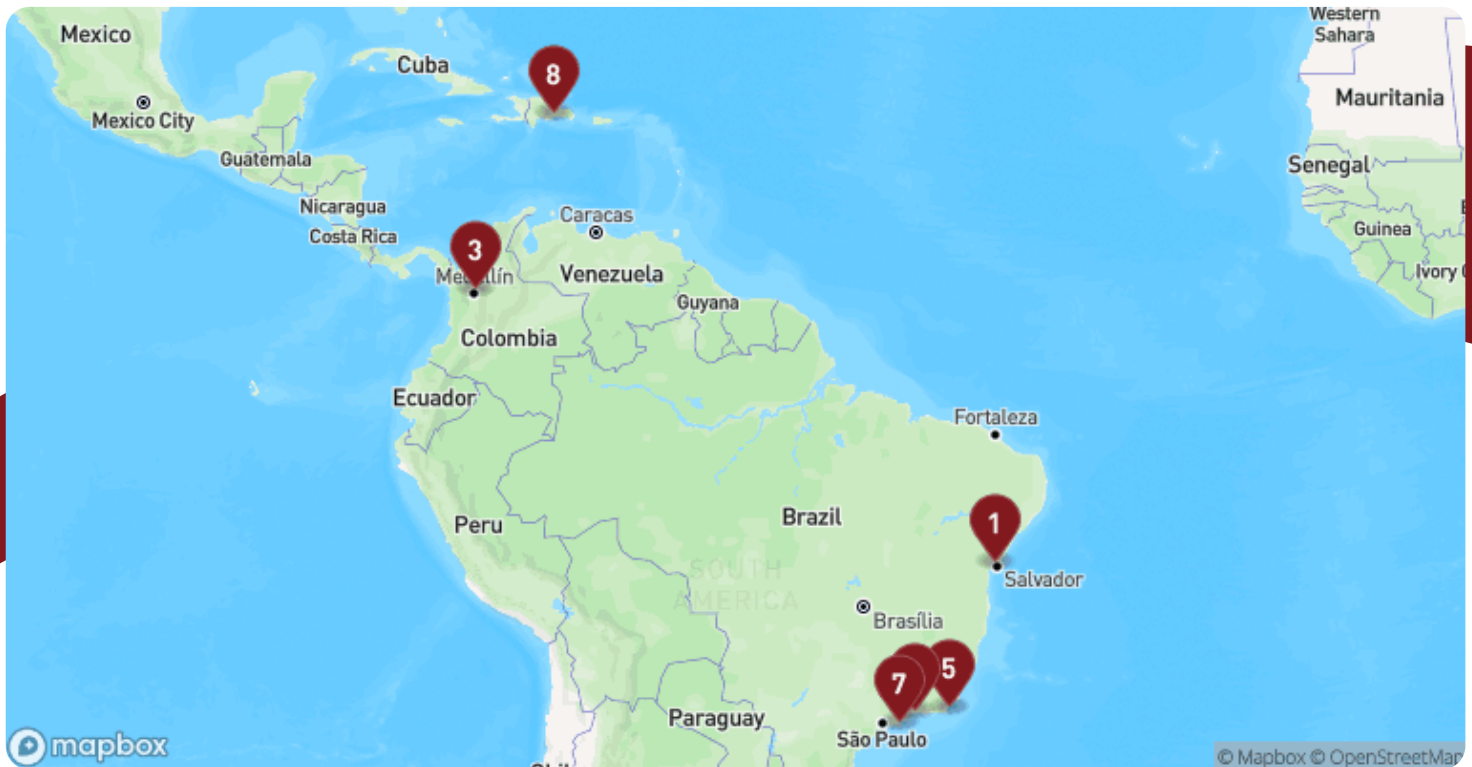 Western
Sahara
Mexico
Cuba
8
Mauritania
Mexico City
Guatemala
Senegal
Nicaragua
Caracas
Costa Rica
Guinea
3
Venezuela
Ivory
Guyana
Colombia
Ecuador
Fortaleza
Peru
Brazil
1
SOUTH
AMERICA
Salvador
Brasília
5
7
Paraguay
São Paulo
mapbox
© Mapbox © OpenStreetMap